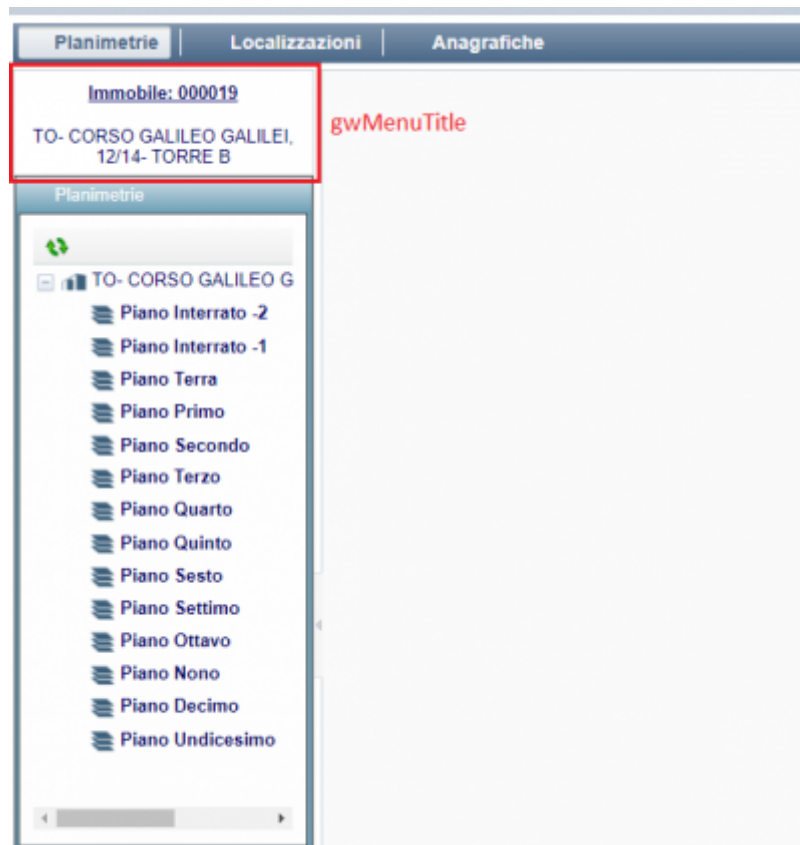 Planimetrie Localizzazioni Anagrafiche
Immobile: 000019
gwMenuTitle
TO- CORSO GALILEO GALILEI,
12/14- TORRE B
Planimetrie
TO- CORSO GALILEO G
Piano Interrato -2
Piano Interrato -1
Piano Terra
Piano Primo
Piano Secondo
Piano Terzo
Piano Quarto
Piano Quinto
Piano Sesto
Piano Settimo
Piano Ottavo
Piano Nono
Piano Decimo
Piano Undicesimo